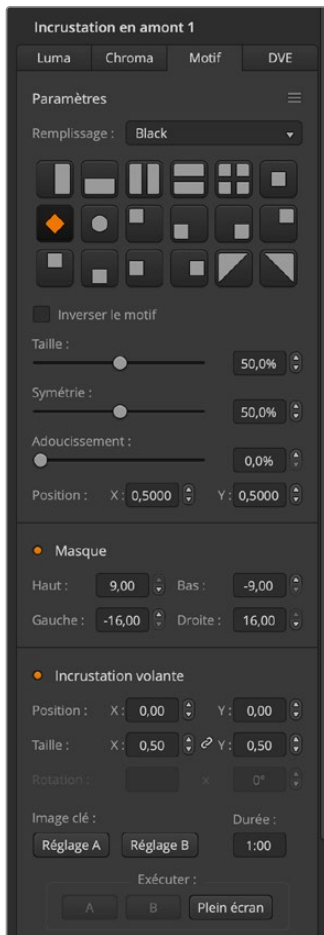 Incrustation en amont 1
Luma Chroma Motif DVE
Paramètres
Remplissage : Black
Inverser le motif
Taille :
50,0%
Symétrie :
50,0%
Adoucissement :
0,0%
Position : X : 0,5000 Y : 0,5000
Masque
Haut : 9,00 Bas : -9,00
Gauche : -16,00 Droite : 16,00
Incrustation volante
Position : X : 0,00 Y : 0,00
Taille : X : 0,50 Y : 0,50
Rotation : x 0°
Image clé : Durée :
Réglage A Réglage B 1:00
Exécuter :
A B Plein écran